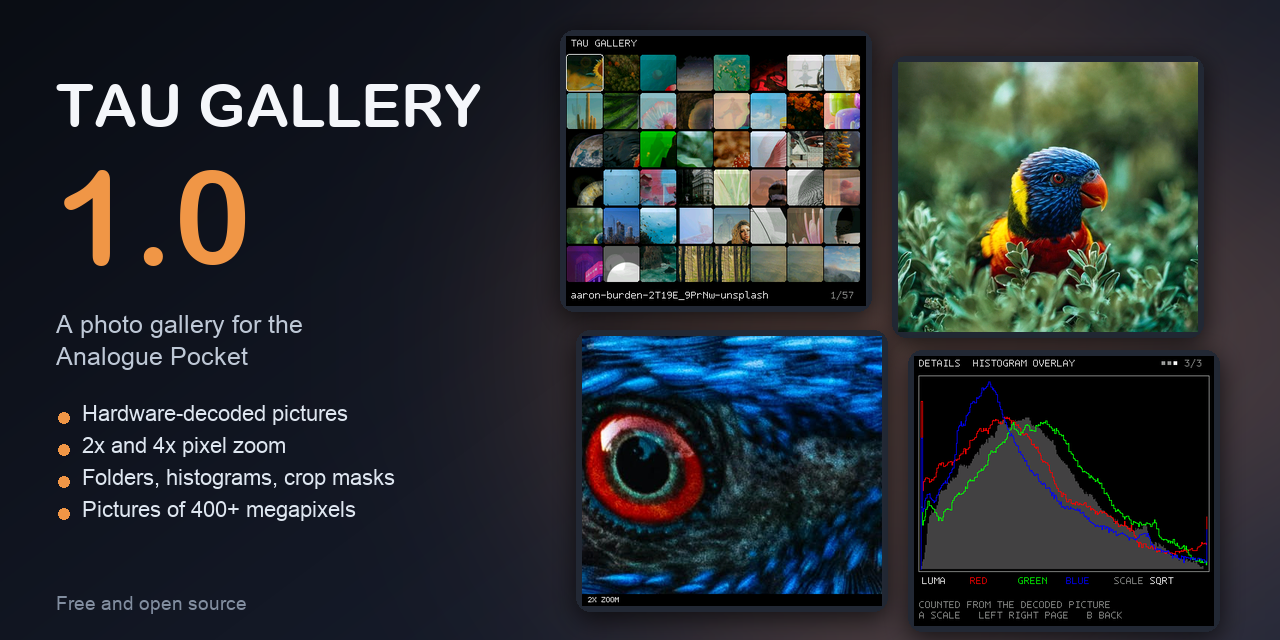 TAU GALLERY
1.0
A photo gallery for the
Analogue Pocket
Hardware-decoded pictures
2x and 4x pixel zoom
Folders, histograms, crop masks
Pictures of 400+ megapixels
Free and open source
TAU GALLERY
aaron-burden-2T19E_9PrNw-unsplash 1/57
2X ZOOM
DETAILS HISTOGRAM OVERLAY 3/3
LUMA RED GREEN BLUE SCALE SQRT
COUNTED FROM THE DECODED PICTURE
A SCALE LEFT RIGHT PAGE B BACK